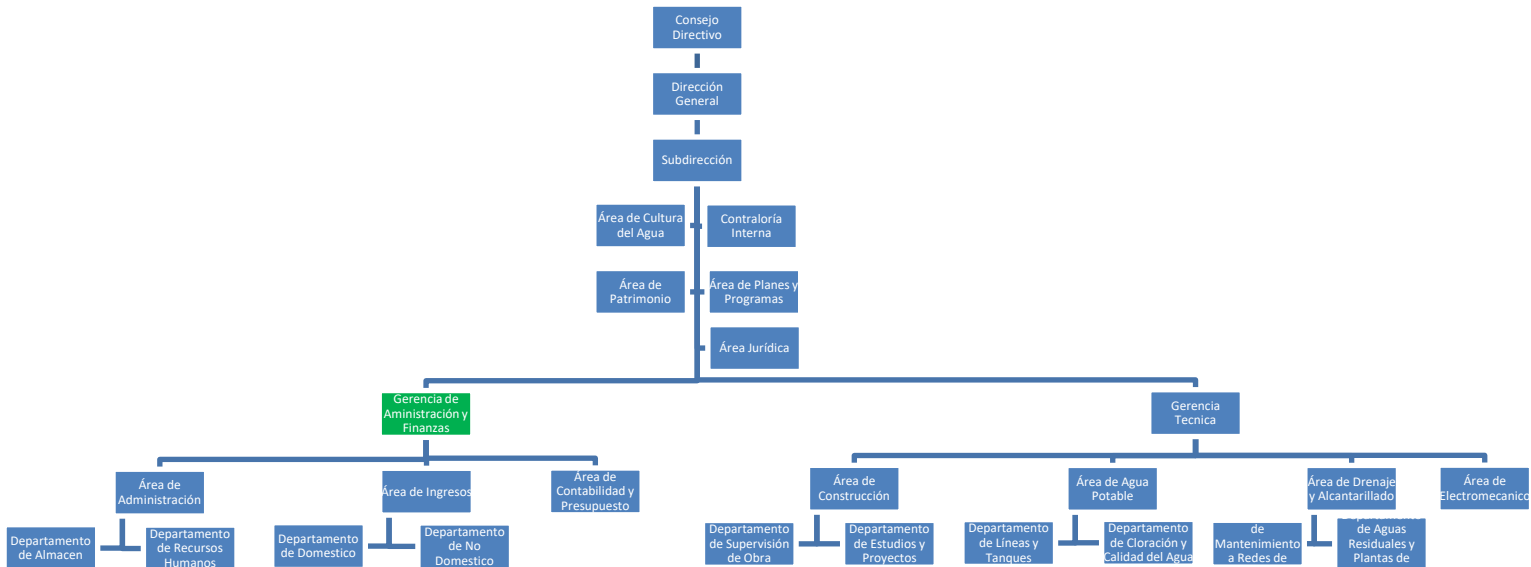 Consejo
Directivo
Dirección
General
Subdirección
Área de Cultura
del Agua
Contraloría
Interna
Área de
Patrimonio
Área de Planes y
Programas
Área Jurídica
Gerencia de
Aministración y
Finanzas
Gerencia
Tecnica
Área de
Administración
Área de Ingresos
Área de
Contabilidad y
Presupuesto
Área de
Construcción
Área de Agua
Potable
Área de Drenaje
y Alcantarillado
Área de
Electromecanico
Departamento
de Almacen
Departamento
de Recursos
Humanos
Departamento
de Domestico
Departamento
de No
Domestico
Departamento
de Supervisión
de Obra
Departamento
de Estudios y
Proyectos
Departamento
de Líneas y
Tanques
Departamento
de Cloración y
Calidad del Agua
de
Mantenimiento
a Redes de
de Aguas
Residuales y
Plantas de